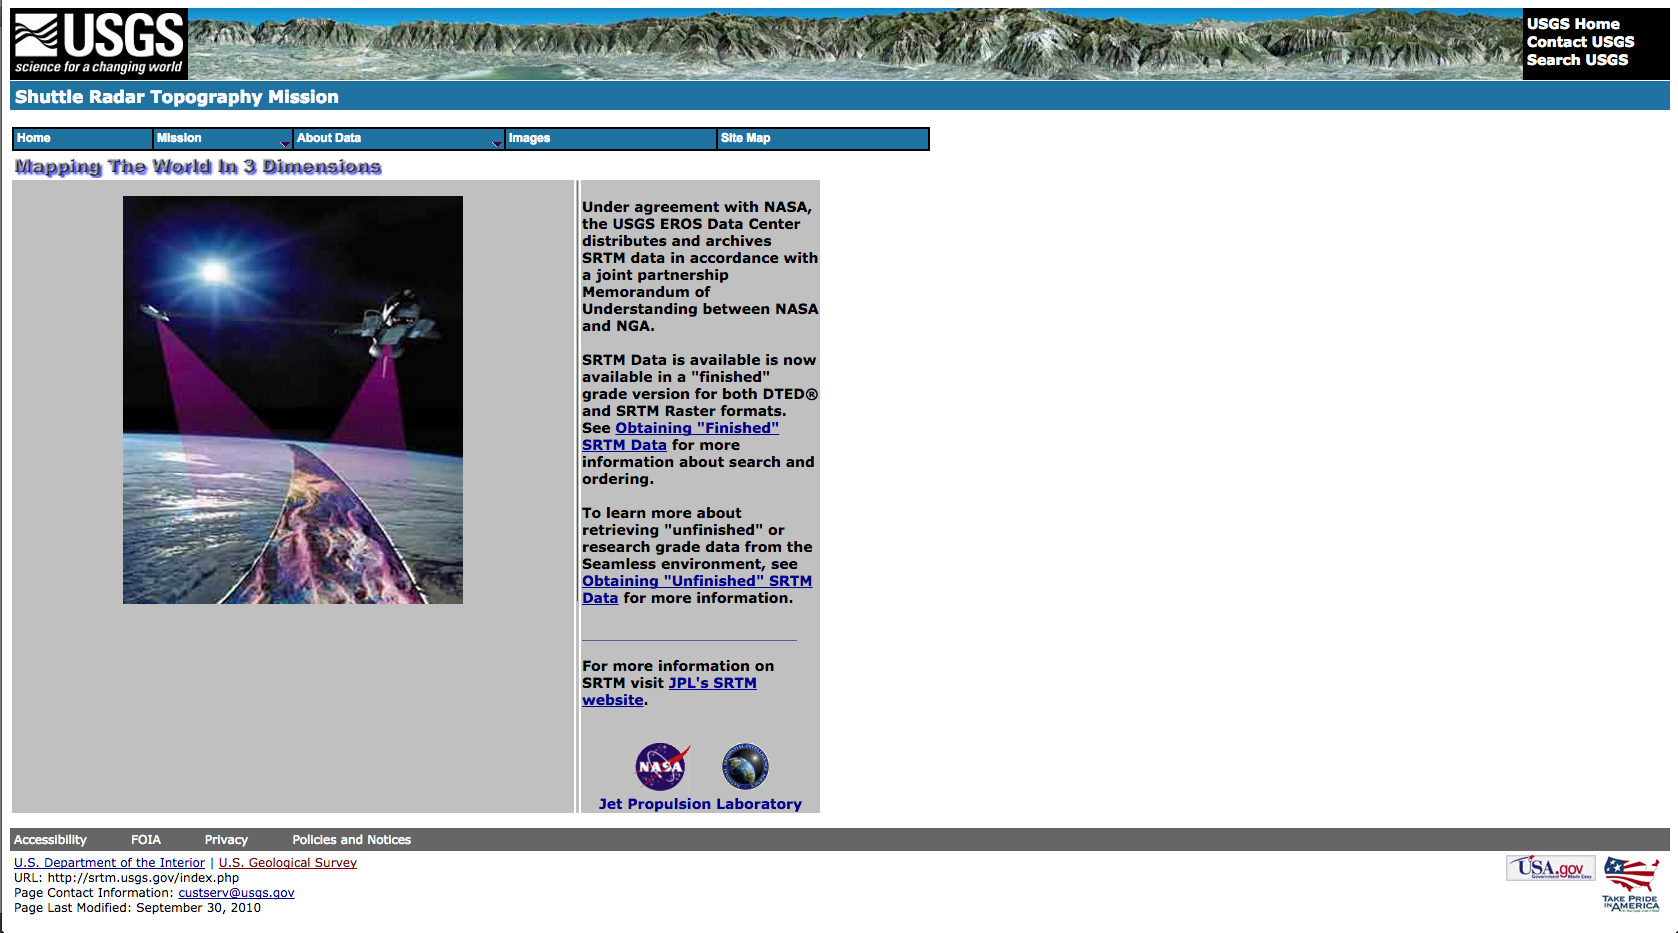 USGS
science for a changing world
USGS Home
Contact USGS
Search USGS
Shuttle Radar Topography Mission
Home Mission About Data Images Site Map
Mapping The World In 3 Dimensions
Under agreement with NASA,
the USGS EROS Data Center
distributes and archives
SRTM data in accordance with
a joint partnership
Memorandum of
Understanding between NASA
and NGA.
SRTM Data is available is now
available in a "finished"
grade version for both DTED®
and SRTM Raster formats.
See Obtaining "Finished"
SRTM Data for more
information about search and
ordering.
To learn more about
retrieving "unfinished" or
research grade data from the
Seamless environment, see
Obtaining "Unfinished" SRTM
Data for more information.
For more information on
SRTM visit JPL's SRTM
website.
NASA
Jet Propulsion Laboratory
Accessibility FOIA Privacy Policies and Notices
U.S. Department of the Interior | U.S. Geological Survey
URL: http://srtm.usgs.gov/index.php
Page Contact Information: custserv@usgs.gov
Page Last Modified: September 30, 2010
USA.gov
Government Made Easy
TAKE PRIDE
IN AMERICA